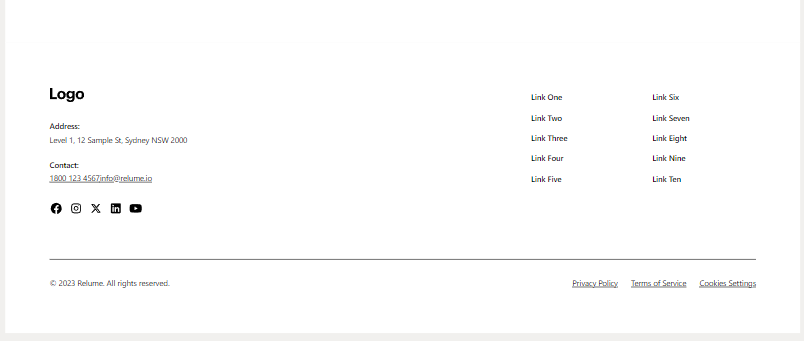 Logo
Address:
Level 1, 12 Sample St, Sydney NSW 2000
Contact:
1800 123 4567info@relume.io
Link One
Link Two
Link Three
Link Four
Link Five
Link Six
Link Seven
Link Eight
Link Nine
Link Ten
© 2023 Relume. All rights reserved.
Privacy Policy Terms of Service Cookies Settings